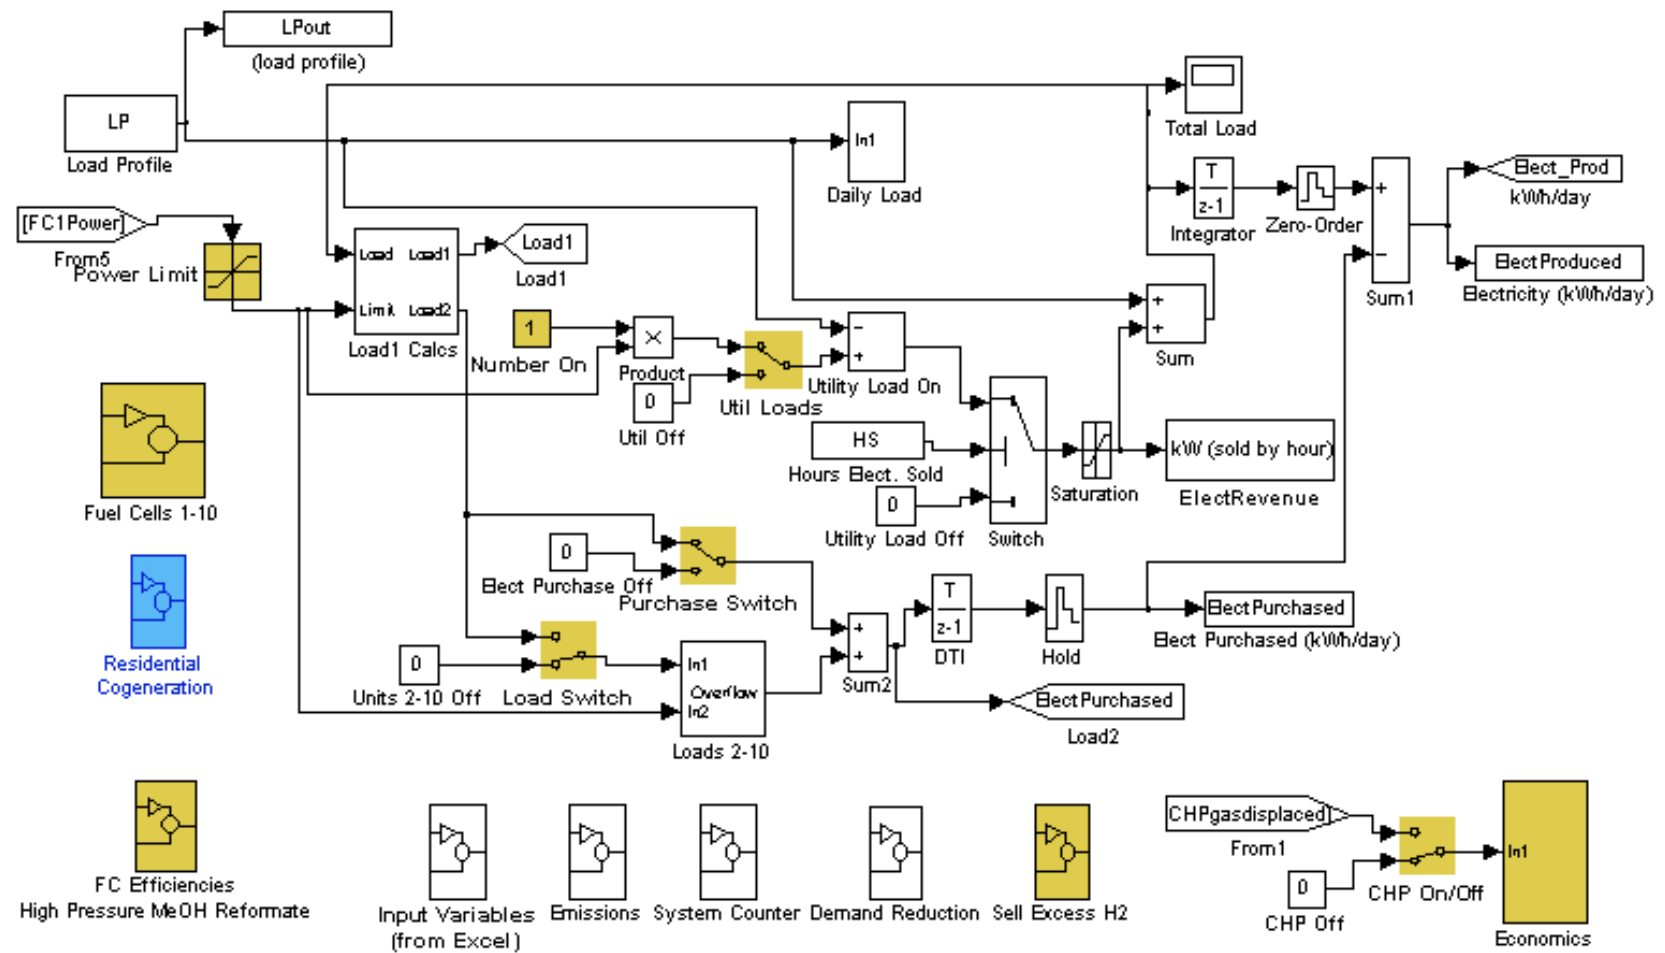 LPout
(load profile)
LP
Load Profile
Total Load
In1
Daily Load
T
z-1
Integrator
Zero-Order
+
−
Sum1
Elect_Prod
kWh/day
ElectProduced
Electricity (kWh/day)
[FC1Power]
From5
Power Limit
Load
Load1
Limit
Load2
Load1 Calcs
Load1
Load1
1
Number On
×
Product
0
Util Off
Util Loads
−
+
Utility Load On
+
+
Sum
HS
Hours Elect. Sold
0
Utility Load Off
Switch
Saturation
kW (sold by hour)
ElectRevenue
Fuel Cells 1-10
0
Elect Purchase Off
Purchase Switch
Residential
Cogeneration
0
Units 2-10 Off
Load Switch
In1
Overflow
In2
Loads 2-10
+
+
Sum2
T
z-1
DTI
Hold
ElectPurchased
Elect Purchased (kWh/day)
ElectPurchased
Load2
FC Efficiencies
High Pressure MeOH Reformate
Input Variables
(from Excel)
Emissions
System Counter
Demand Reduction
Sell Excess H2
CHPgasdisplaced]
From1
0
CHP Off
CHP On/Off
In1
Economics